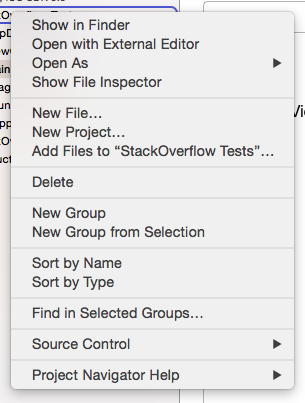 Show in Finder
Open with External Editor
Open As
Show File Inspector
New File...
New Project...
Add Files to “StackOverflow Tests”...
Delete
New Group
New Group from Selection
Sort by Name
Sort by Type
Find in Selected Groups...
Source Control
Project Navigator Help